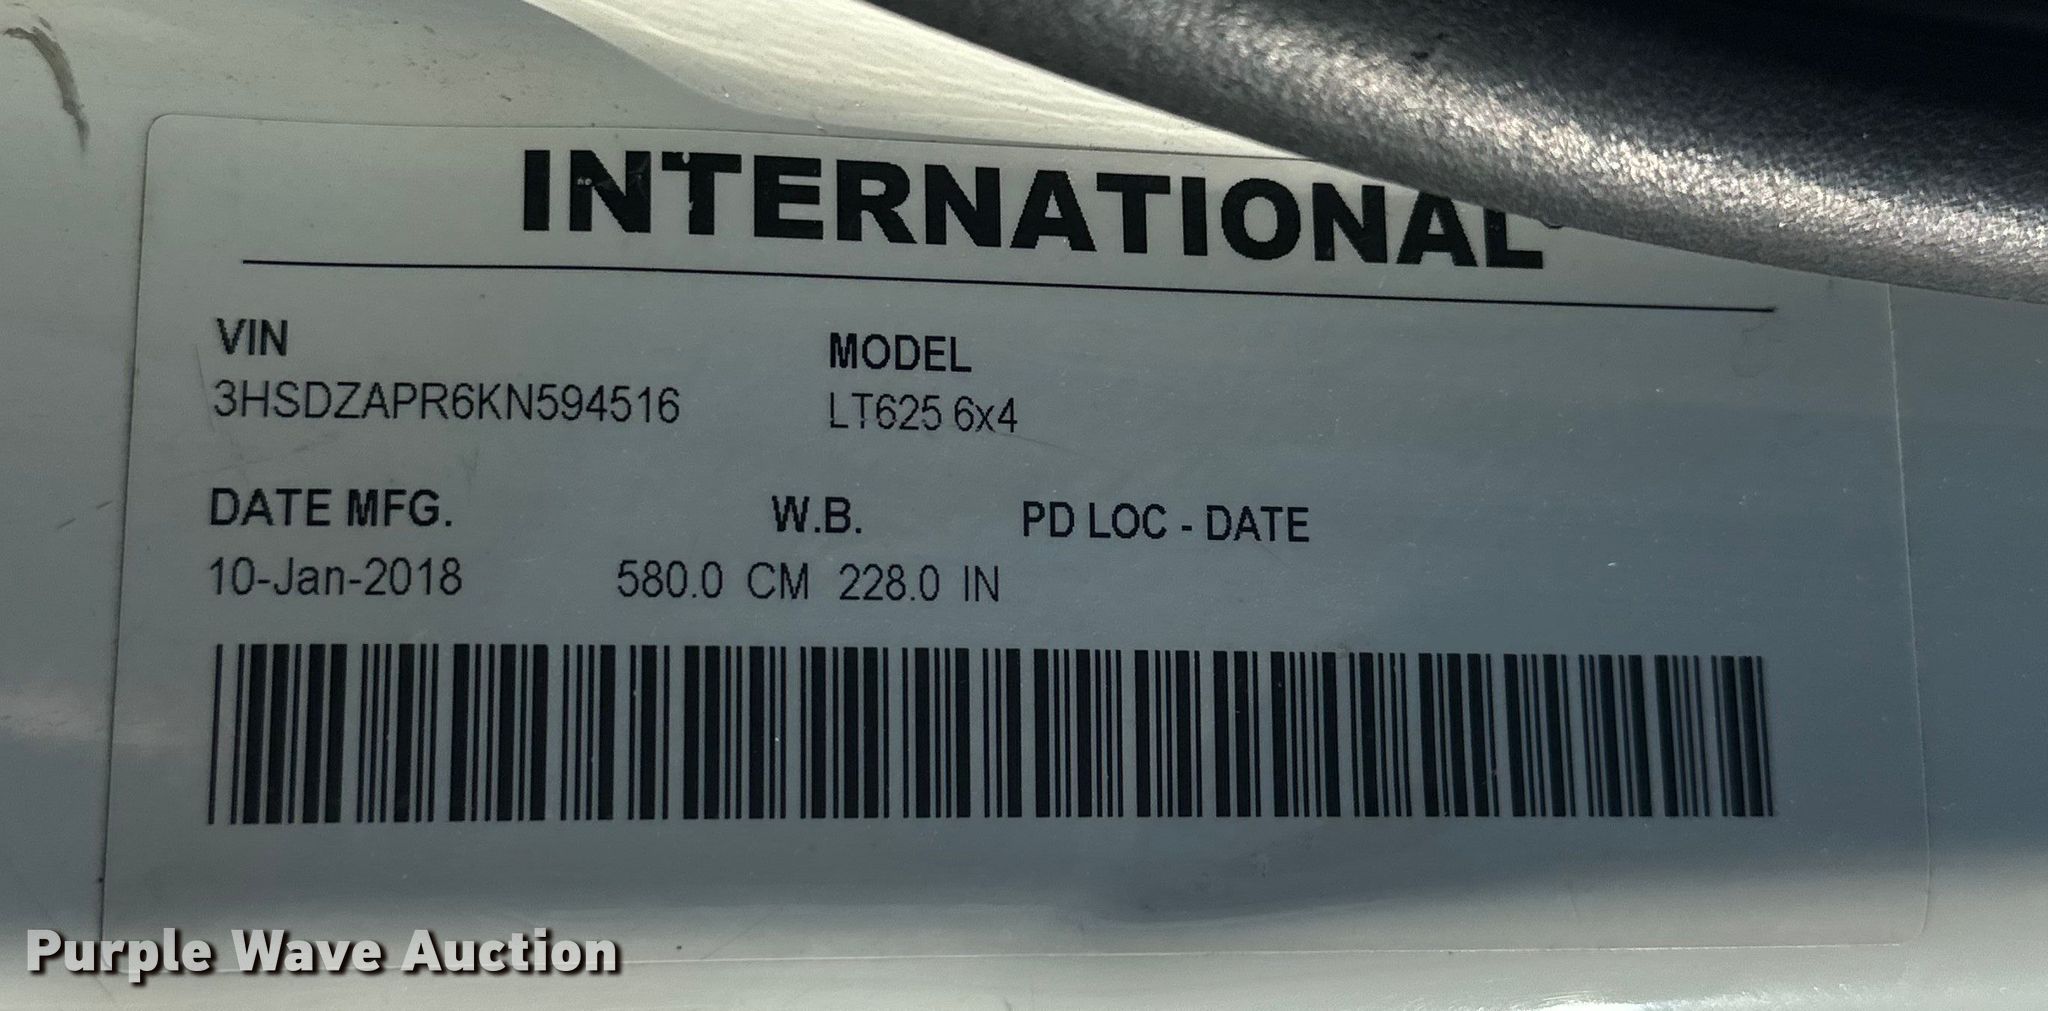 INTERNATIONAL
VIN MODEL
3HSDZAPR6KN594516 LT625 6x4
DATE MFG. W.B. PD LOC - DATE
10-Jan-2018 580.0 CM 228.0 IN
Purple Wave Auction